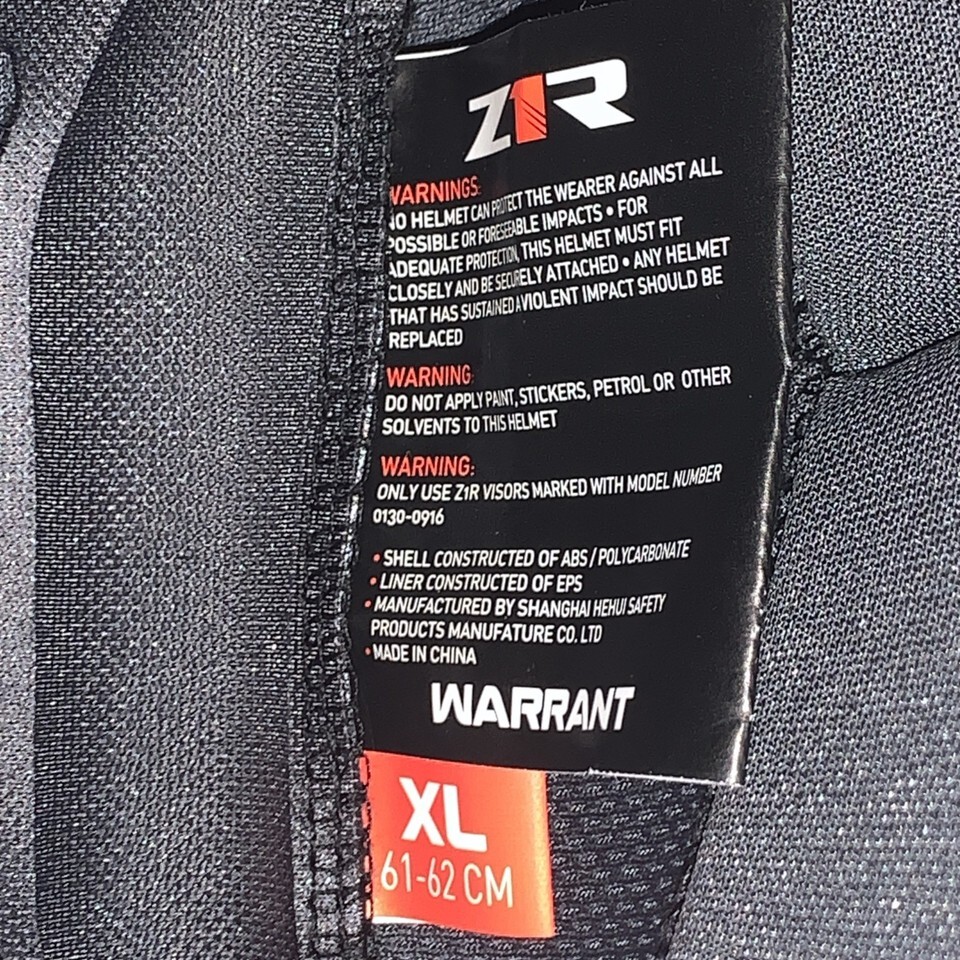 Z1R
WARNINGS:
NO HELMET CAN PROTECT THE WEARER AGAINST ALL
POSSIBLE OR FORESEEABLE IMPACTS • FOR
ADEQUATE PROTECTION, THIS HELMET MUST FIT
CLOSELY AND BE SECURELY ATTACHED • ANY HELMET
THAT HAS SUSTAINED A VIOLENT IMPACT SHOULD BE
REPLACED
WARNING:
DO NOT APPLY PAINT, STICKERS, PETROL OR OTHER
SOLVENTS TO THIS HELMET
WARNING:
ONLY USE Z1R VISORS MARKED WITH MODEL NUMBER
0130-0916
• SHELL CONSTRUCTED OF ABS / POLYCARBONATE
• LINER CONSTRUCTED OF EPS
• MANUFACTURED BY SHANGHAI HEHUI SAFETY
PRODUCTS MANUFATURE CO. LTD
• MADE IN CHINA
WARRANT
XL
61-62 CM